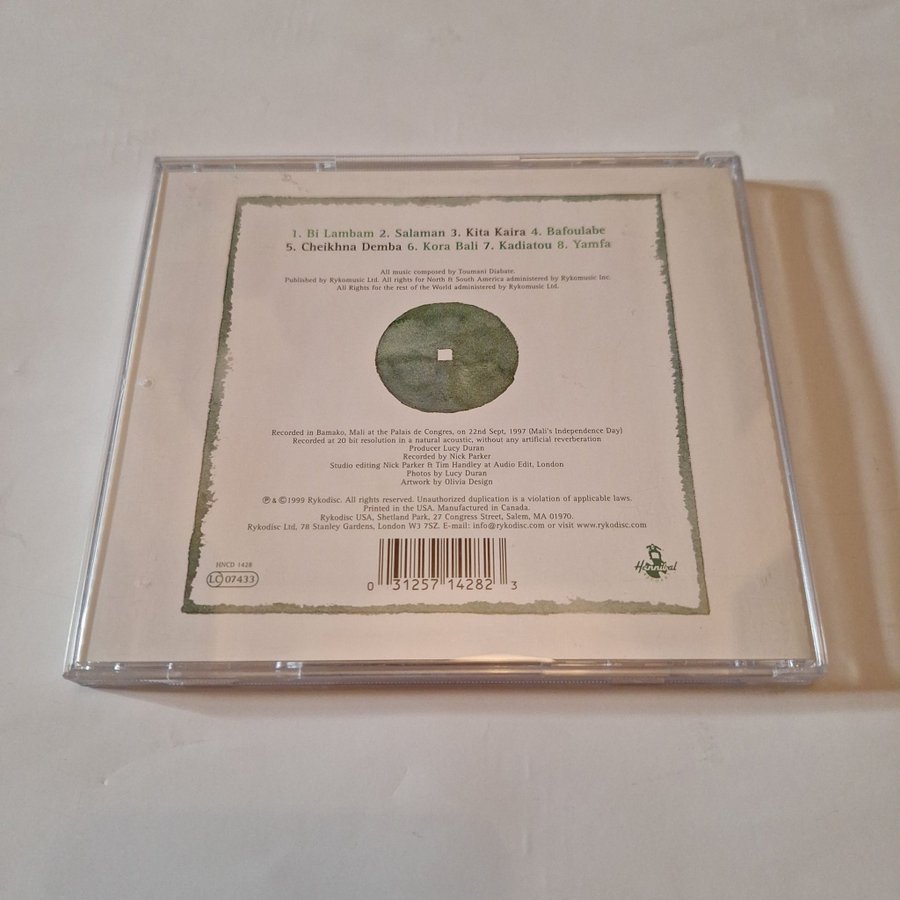 1. Bi Lambam 2. Salaman 3. Kita Kaira 4. Bafoulabe
5. Cheikhna Demba 6. Kora Bali 7. Kadiatou 8. Yamfa
All music composed by Toumani Diabate.
Published by Rykomusic Ltd. All rights for North & South America administered by Rykomusic Inc.
All Rights for the rest of the World administered by Rykomusic Ltd.
Recorded in Bamako, Mali at the Palais de Congres, on 22nd Sept, 1997 (Mali's Independence Day)
Recorded at 20 bit resolution in a natural acoustic, without any artificial reverberation
Producer Lucy Duran
Recorded by Nick Parker
Studio editing Nick Parker & Tim Handley at Audio Edit, London
Photos by Lucy Duran
Artwork by Olivia Design
℗ & ©1999 Rykodisc. All rights reserved. Unauthorized duplication is a violation of applicable laws.
Printed in the USA. Manufactured in Canada.
Rykodisc USA, Shetland Park, 27 Congress Street, Salem, MA 01970.
Rykodisc Ltd, 78 Stanley Gardens, London W3 7SZ. E-mail: info@rykodisc.com or visit www.rykodisc.com
HNCD 1428
LC 07433
0 31257 14282 3
Hannibal